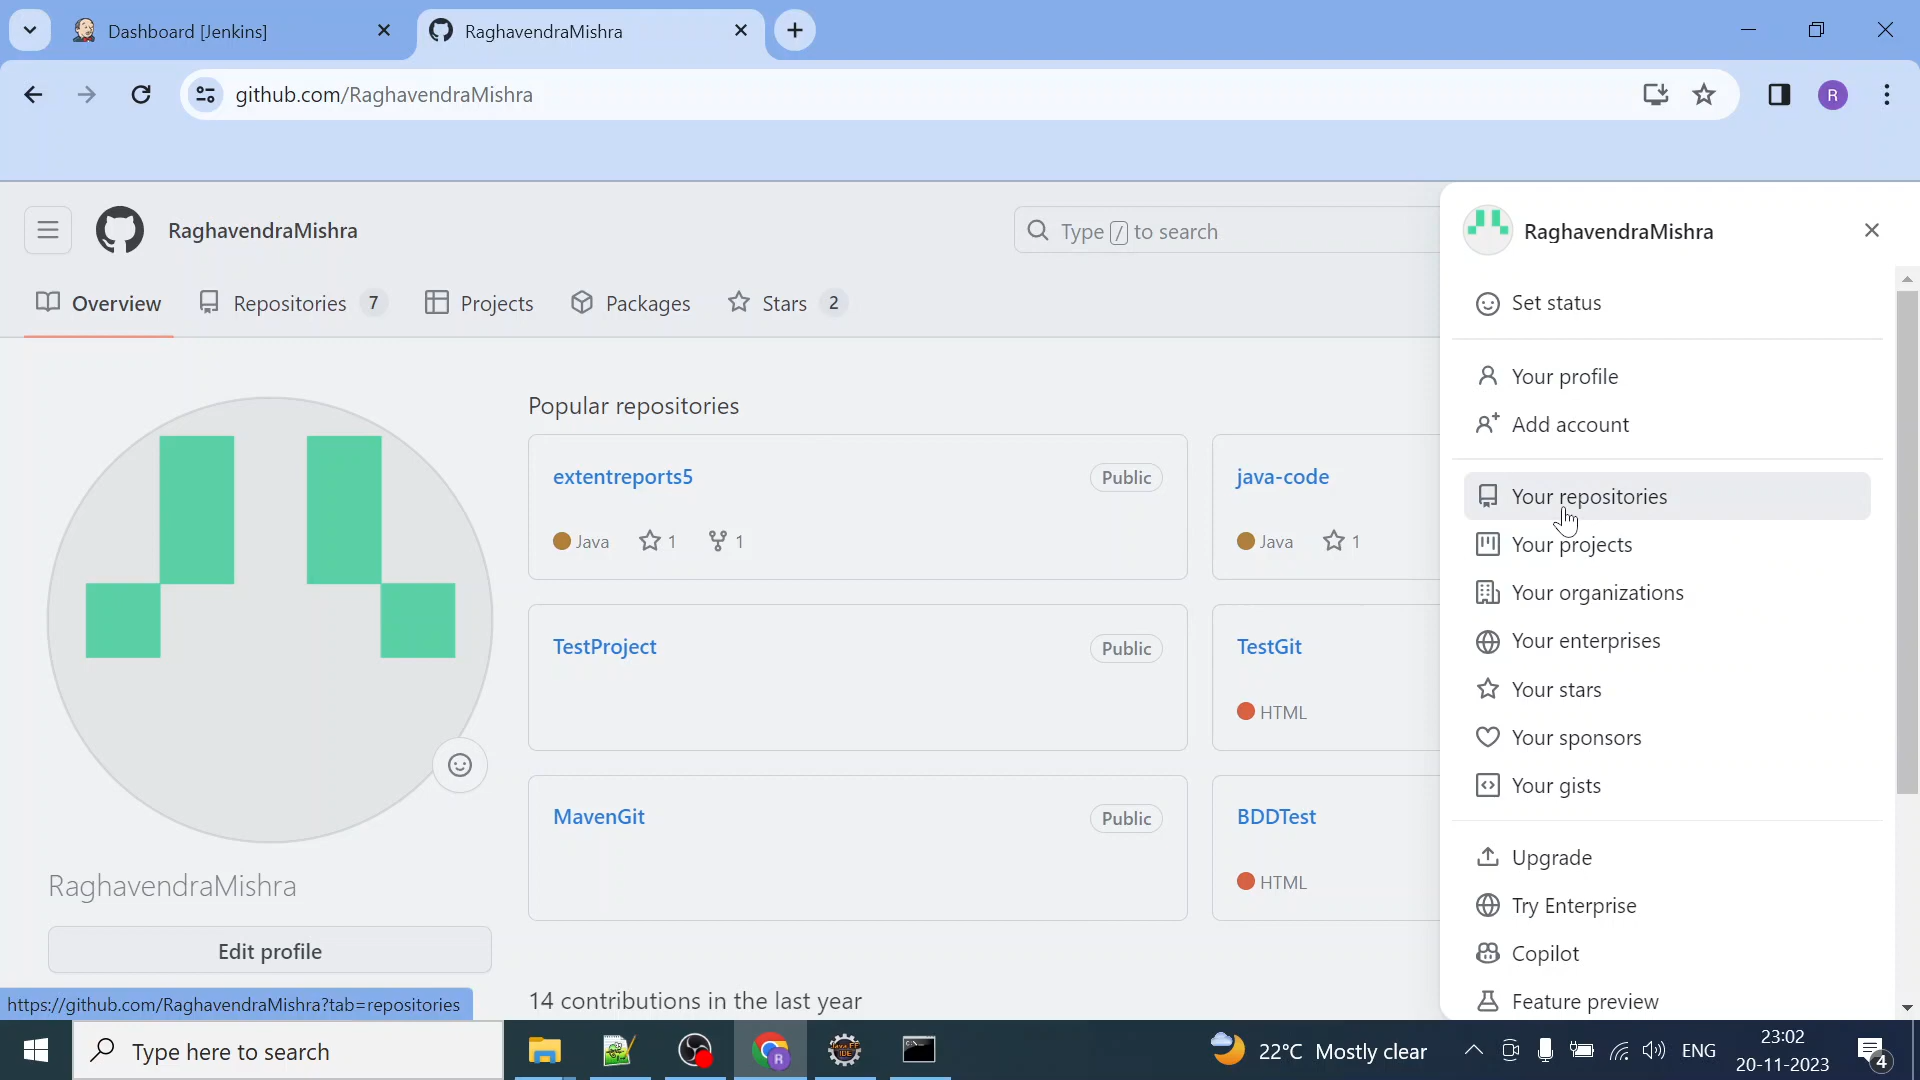 Dashboard [Jenkins]
RaghavendraMishra
github.com/RaghavendraMishra
R
RaghavendraMishra
Type / to search
Overview
Repositories 7
Projects
Packages
Stars 2
Popular repositories
extentreports5
Public
Java
1
1
java-code
Java
1
TestProject
Public
TestGit
HTML
MavenGit
Public
BDDTest
HTML
RaghavendraMishra
Edit profile
14 contributions in the last year
https://github.com/RaghavendraMishra?tab=repositories
RaghavendraMishra
Set status
Your profile
Add account
Your repositories
Your projects
Your organizations
Your enterprises
Your stars
Your sponsors
Your gists
Upgrade
Try Enterprise
Copilot
Feature preview
Type here to search
R
22°C Mostly clear
ENG
23:02
20-11-2023
4